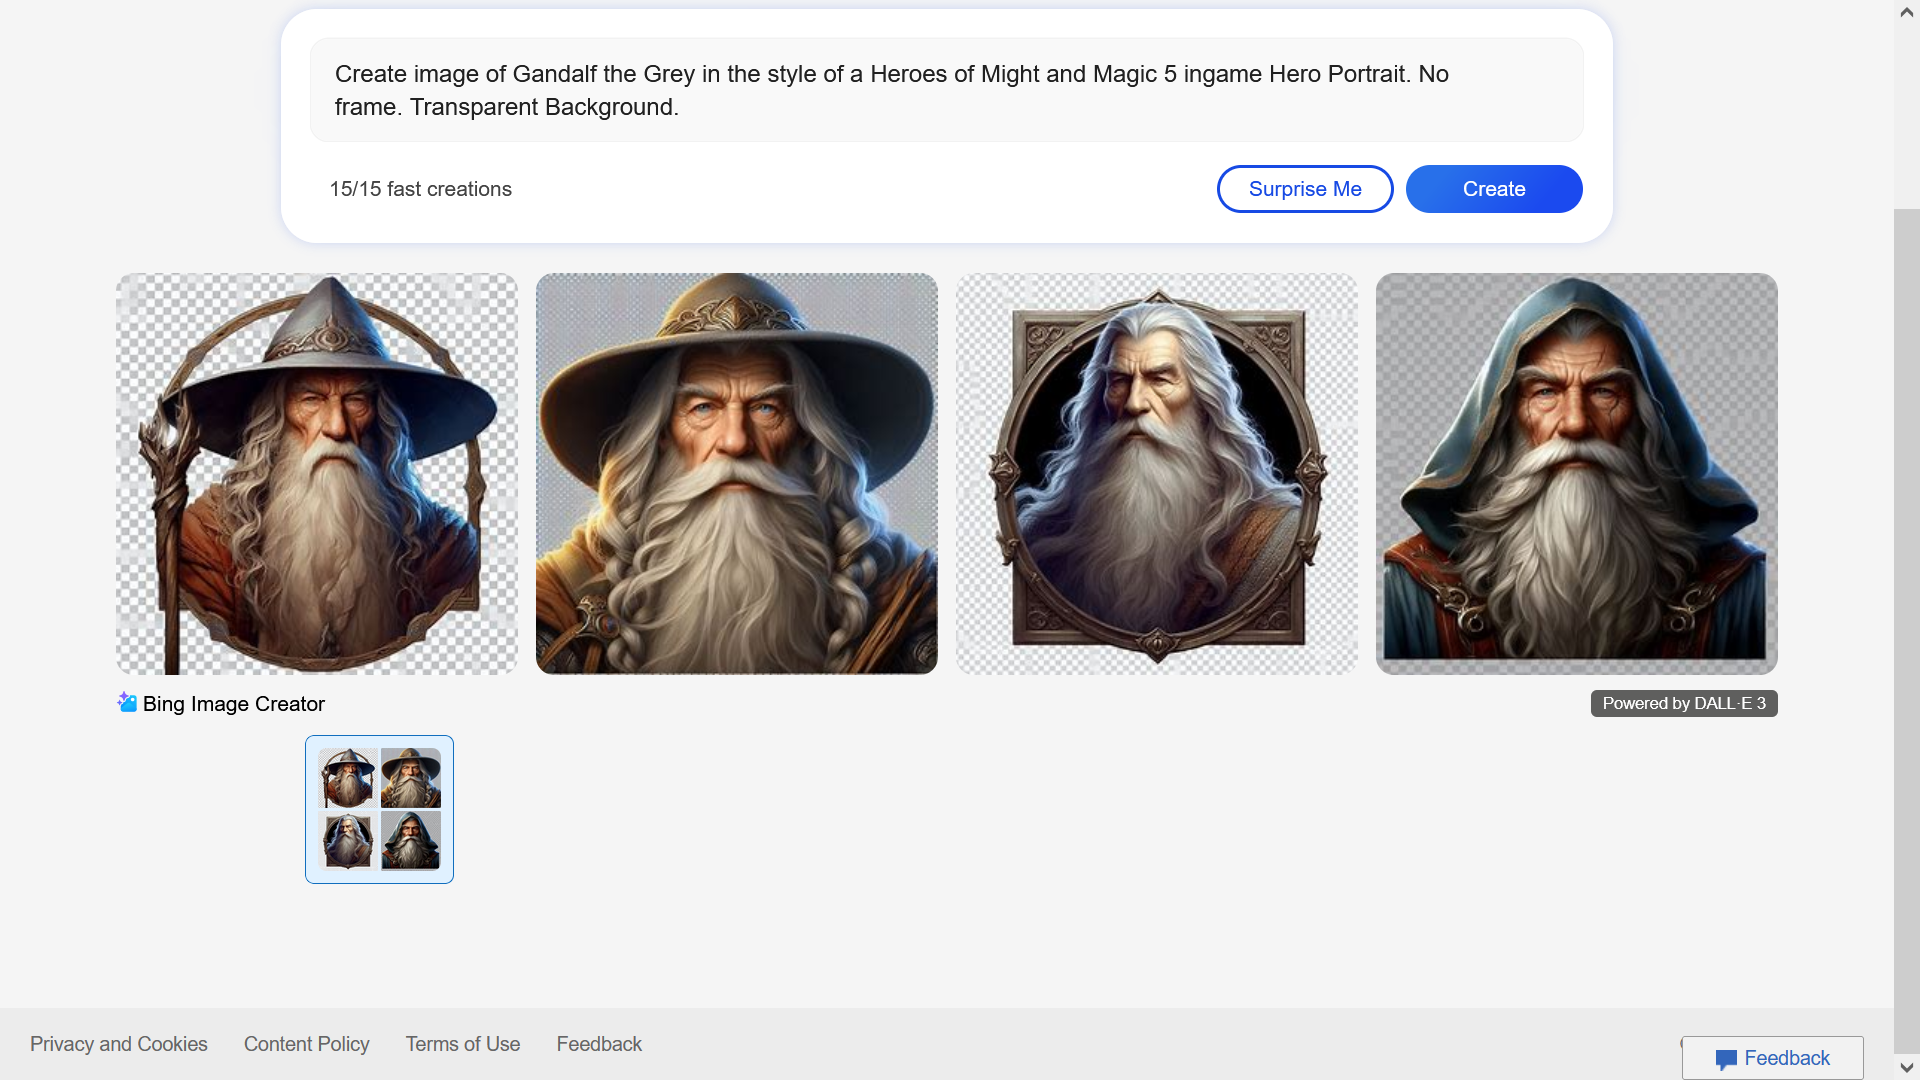 Create image of Gandalf the Grey in the style of a Heroes of Might and Magic 5 ingame Hero Portrait. No
frame. Transparent Background.
15/15 fast creations
Surprise Me
Create
Bing Image Creator
Powered by DALL·E 3
Privacy and Cookies
Content Policy
Terms of Use
Feedback
Feedback